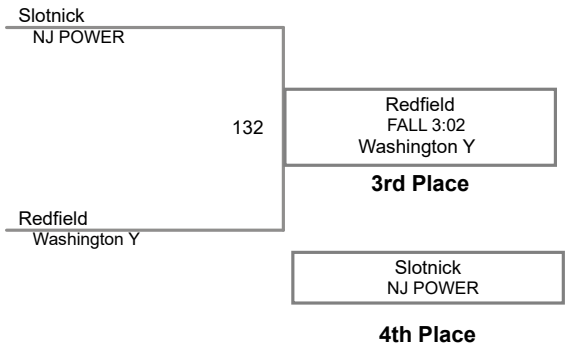 Slotnick
NJ POWER
132
Redfield
FALL 3:02
Washington Y
3rd Place
Redfield
Washington Y
Slotnick
NJ POWER
4th Place